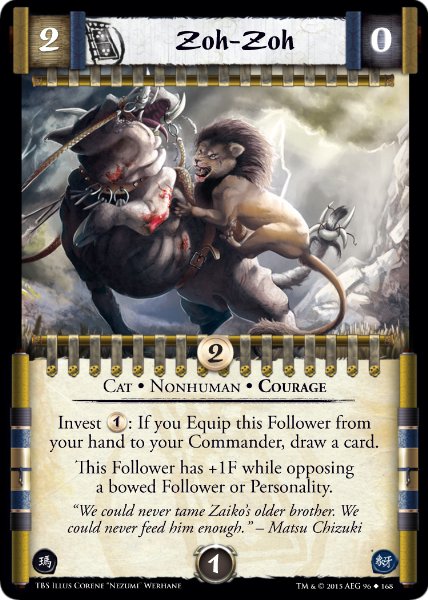 2 Zoh-Zoh 0
2
Cat • Nonhuman • Courage
Invest 1: If you Equip this Follower from
your hand to your Commander, draw a card.
This Follower has +1F while opposing
a bowed Follower or Personality.
“We could never tame Zaiko’s older brother. We
could never feed him enough.” – Matsu Chizuki
1
TBS Illus Corene "Nezumi" Werhane TM & © 2015 AEG 96 ◆ 168